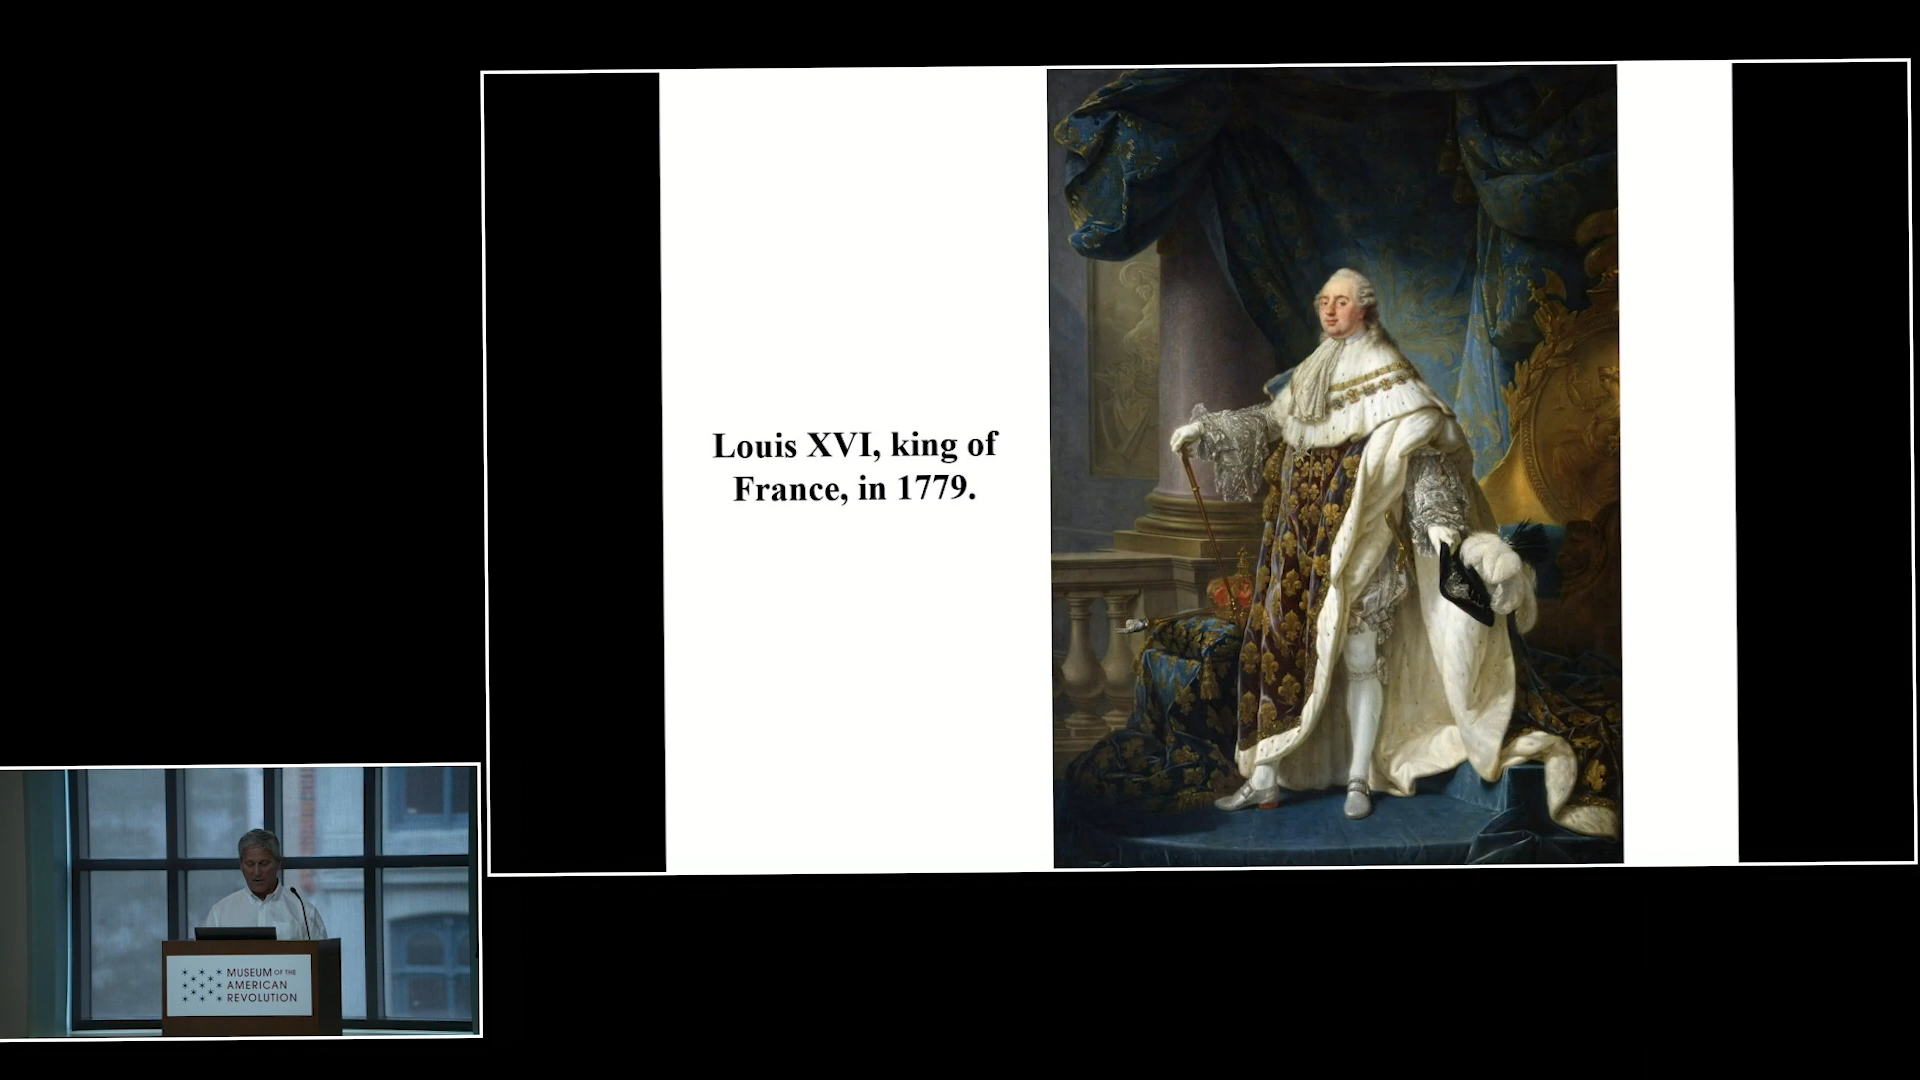 Louis XVI, king of
France, in 1779.
MUSEUM OF THE
AMERICAN
REVOLUTION